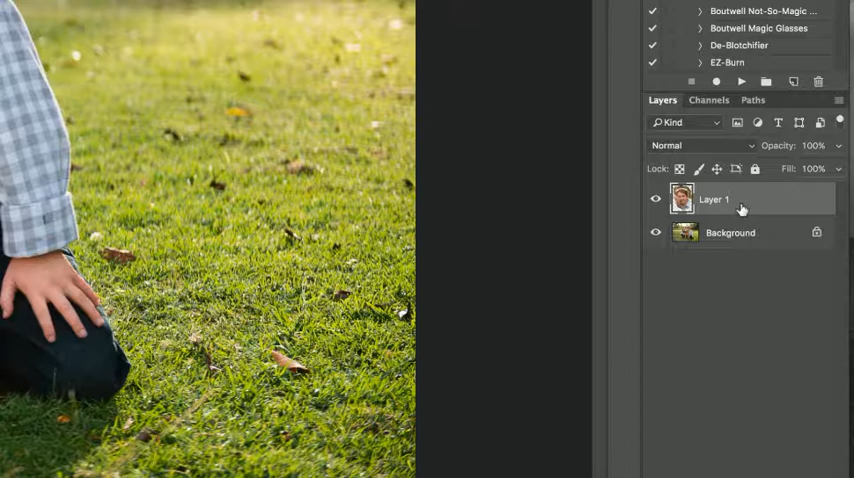 Boutwell Not-So-Magic ...
Boutwell Magic Glasses
De-Blotchifier
EZ-Burn
Layers Channels Paths
Kind
Normal Opacity: 100%
Lock: Fill: 100%
Layer 1
Background